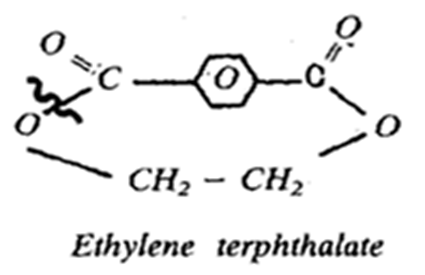 O O
C O C
O O
CH₂ – CH₂
Ethylene terphthalate